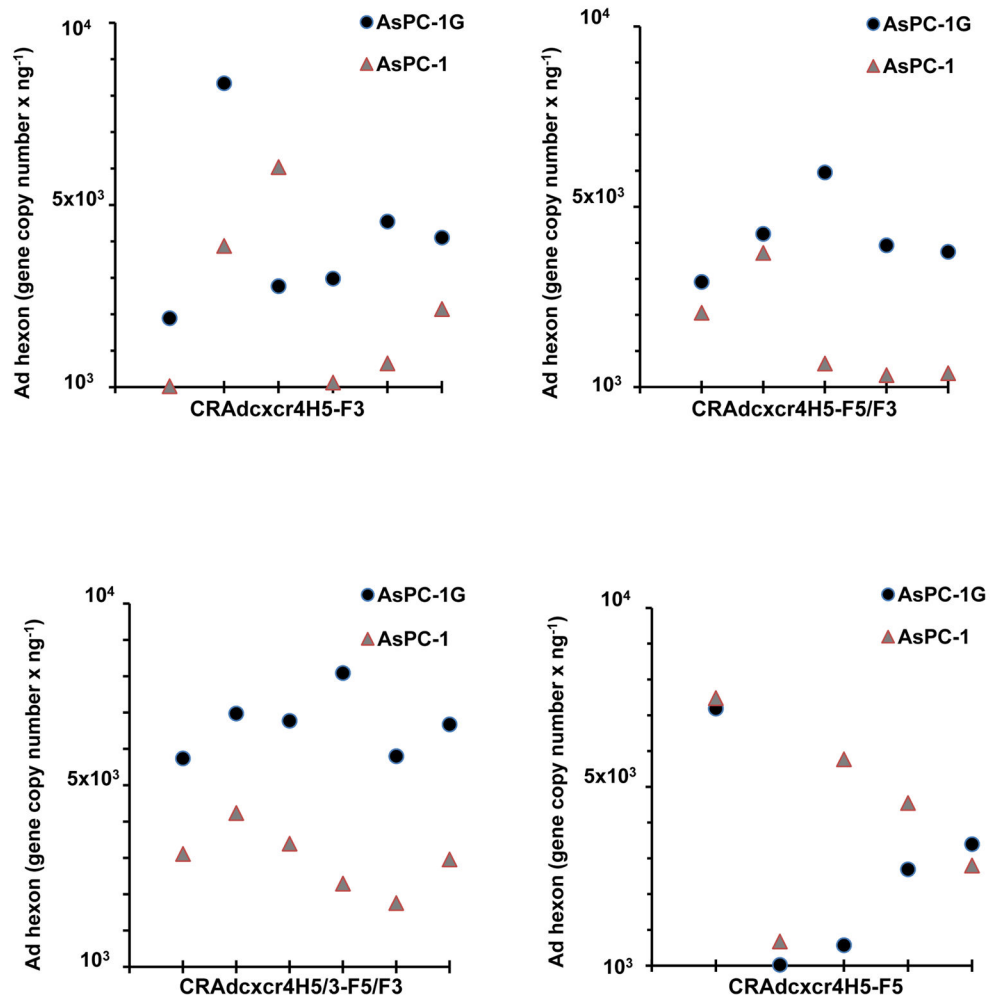 Ad hexon (gene copy number x ng⁻¹)
10⁴
5x10³
10³
AsPC-1G
AsPC-1
CRAdcxcr4H5-F3
Ad hexon (gene copy number x ng⁻¹)
10⁴
5x10³
10³
AsPC-1G
AsPC-1
CRAdcxcr4H5-F5/F3
Ad hexon (gene copy number x ng⁻¹)
10⁴
5x10³
10³
AsPC-1G
AsPC-1
CRAdcxcr4H5/3-F5/F3
Ad hexon (gene copy number x ng⁻¹)
10⁴
5x10³
10³
AsPC-1G
AsPC-1
CRAdcxcr4H5-F5